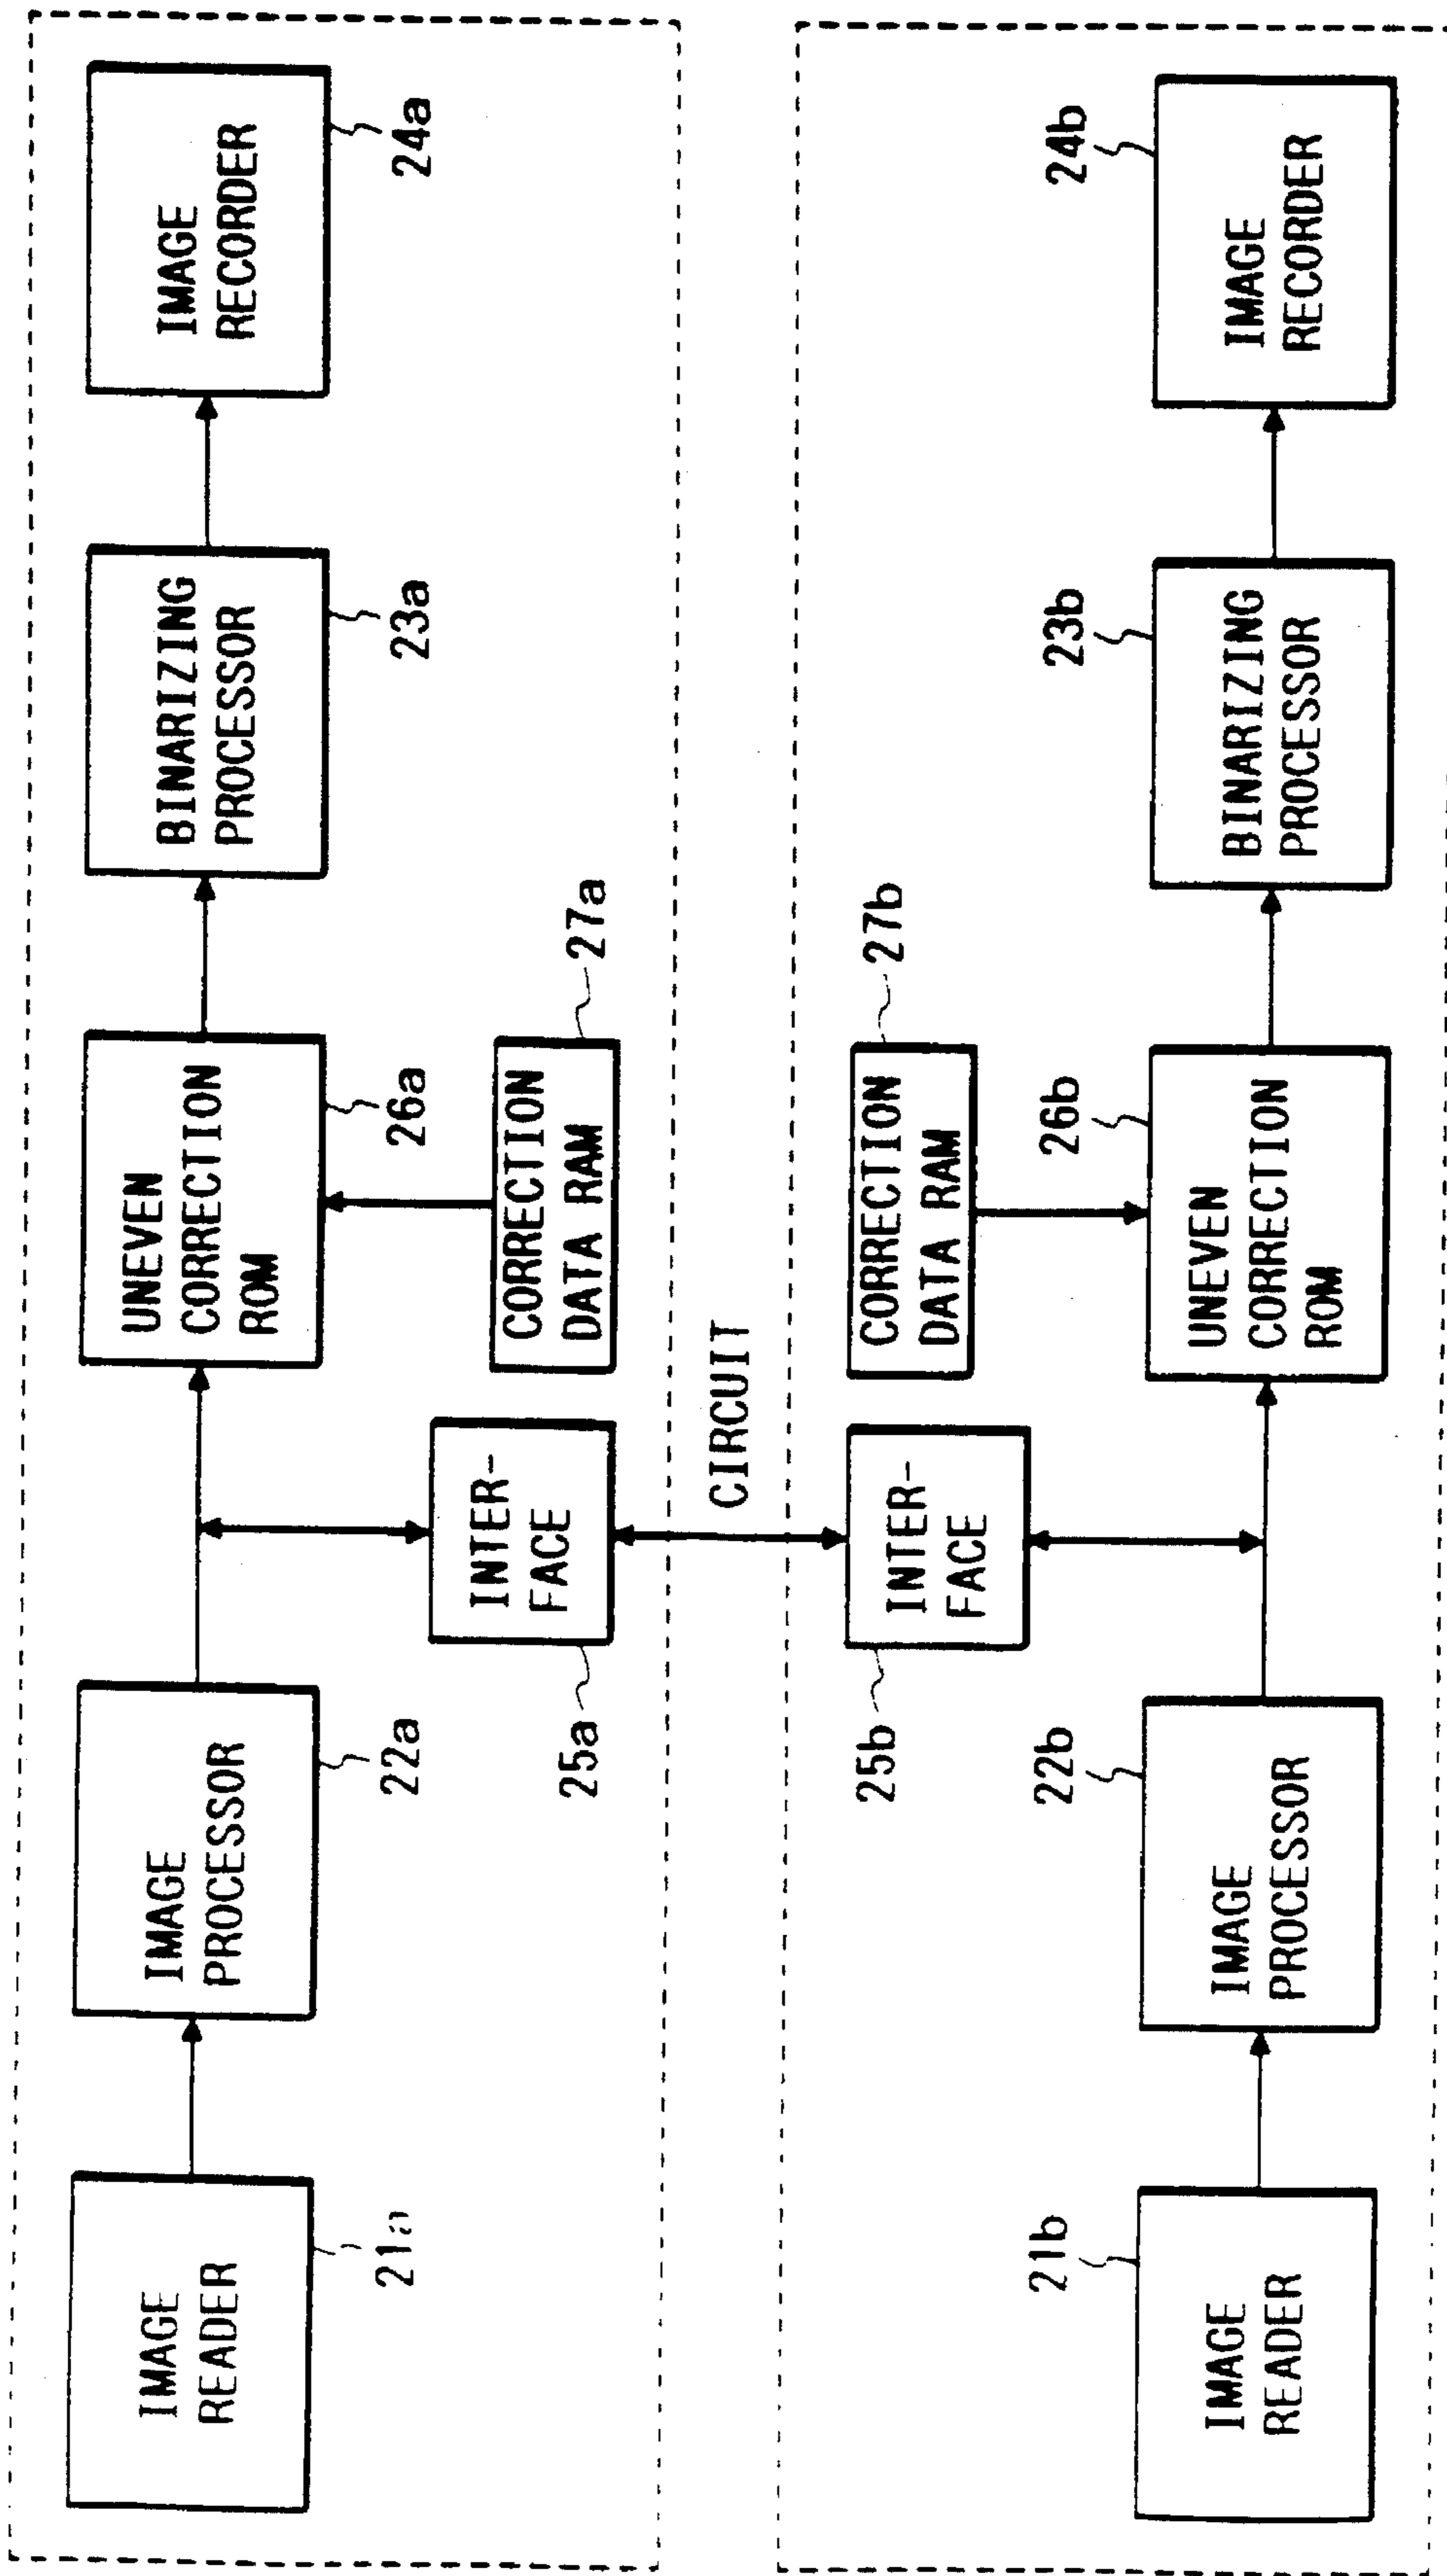 IMAGE
READER
21a
IMAGE
PROCESSOR
22a
INTER-
FACE
25a
UNEVEN
CORRECTION
ROM
26a
CORRECTION
DATA RAM
27a
BINARIZING
PROCESSOR
23a
IMAGE
RECORDER
24a
CIRCUIT
IMAGE
READER
21b
IMAGE
PROCESSOR
22b
INTER-
FACE
25b
CORRECTION
DATA RAM
27b
UNEVEN
CORRECTION
ROM
26b
BINARIZING
PROCESSOR
23b
IMAGE
RECORDER
24b